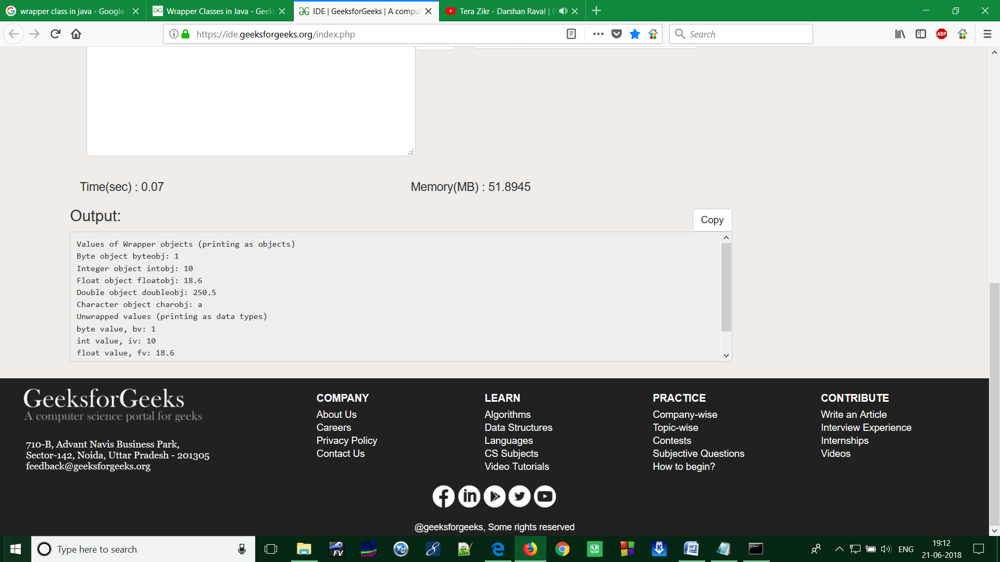 wrapper class in java - Google
Wrapper Classes in Java - Geek
IDE | GeeksforGeeks | A compu
Tera Zikr - Darshan Raval |
https://ide.geeksforgeeks.org/index.php
Search
ABP
Time(sec) : 0.07
Memory(MB) : 51.8945
Output:
Copy
Values of Wrapper objects (printing as objects)
Byte object byteobj: 1
Integer object intobj: 10
Float object floatobj: 18.6
Double object doubleobj: 250.5
Character object charobj: a
Unwrapped values (printing as data types)
byte value, bv: 1
int value, iv: 10
float value, fv: 18.6
GeeksforGeeks
A computer science portal for geeks
710-B, Advant Navis Business Park,
Sector-142, Noida, Uttar Pradesh - 201305
feedback@geeksforgeeks.org
COMPANY
About Us
Careers
Privacy Policy
Contact Us
LEARN
Algorithms
Data Structures
Languages
CS Subjects
Video Tutorials
PRACTICE
Company-wise
Topic-wise
Contests
Subjective Questions
How to begin?
CONTRIBUTE
Write an Article
Interview Experience
Internships
Videos
@geeksforgeeks, Some rights reserved
Type here to search
FV
ENG
19:12
21-06-2018